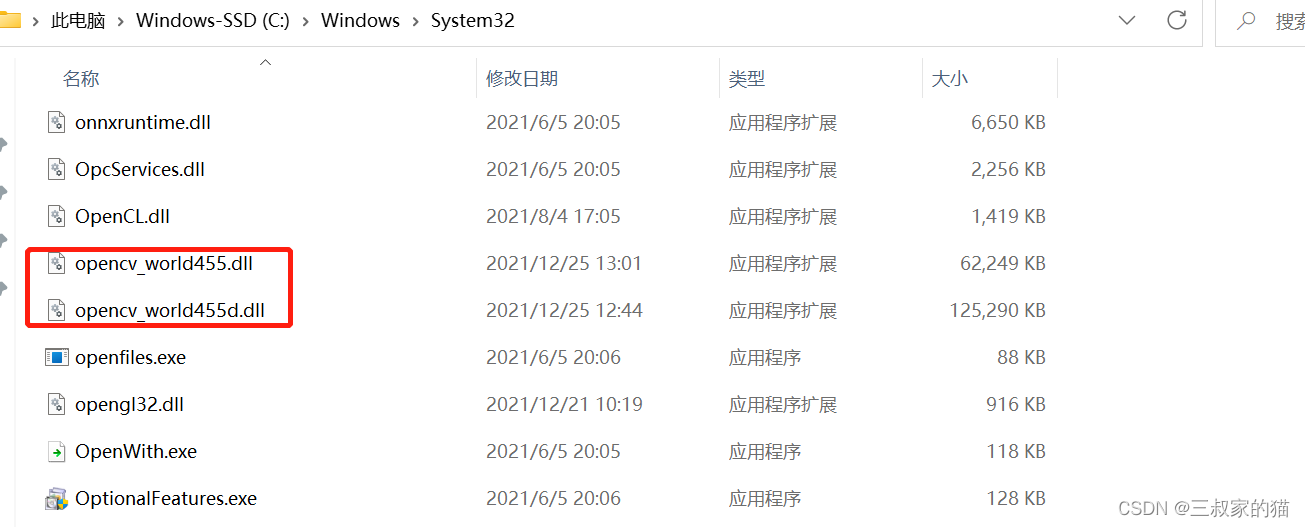 此电脑 > Windows-SSD (C:) > Windows > System32 搜索
名称 修改日期 类型 大小
onnxruntime.dll 2021/6/5 20:05 应用程序扩展 6,650 KB
OpcServices.dll 2021/6/5 20:05 应用程序扩展 2,256 KB
OpenCL.dll 2021/8/4 17:05 应用程序扩展 1,419 KB
opencv_world455.dll 2021/12/25 13:01 应用程序扩展 62,249 KB
opencv_world455d.dll 2021/12/25 12:44 应用程序扩展 125,290 KB
openfiles.exe 2021/6/5 20:06 应用程序 88 KB
opengl32.dll 2021/12/21 10:19 应用程序扩展 916 KB
OpenWith.exe 2021/6/5 20:05 应用程序 118 KB
OptionalFeatures.exe 2021/6/5 20:06 应用程序 128 KB
CSDN @三叔家的猫